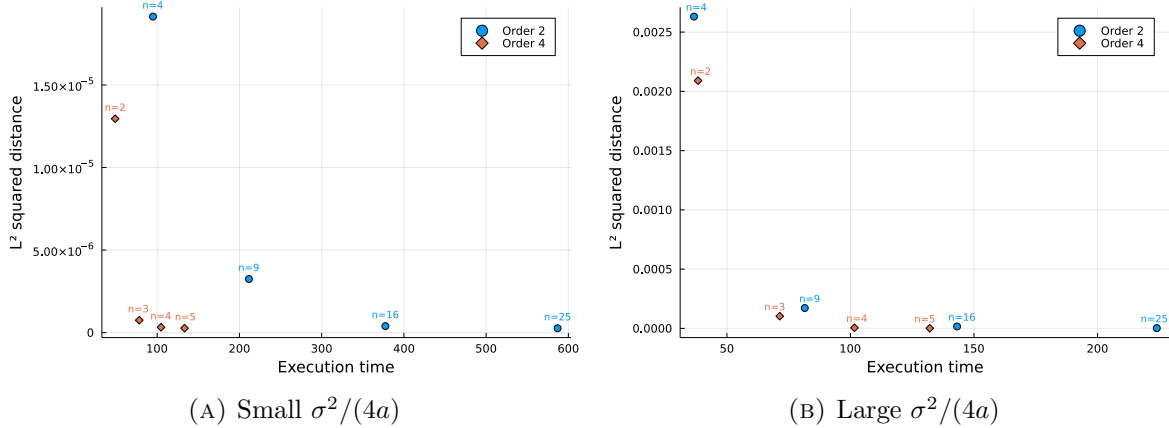 n=4
Order 2
Order 4
1.50×10⁻⁵
n=2
1.00×10⁻⁵
L² squared distance
5.00×10⁻⁶
n=9
n=3
n=4
n=5
n=16
n=25
0
100
200
300
400
500
600
Execution time
(A) Small σ²/(4a)
n=4
Order 2
Order 4
0.0025
n=2
0.0020
0.0015
L² squared distance
0.0010
0.0005
n=9
n=3
n=4
n=5
n=16
n=25
0.0000
50
100
150
200
Execution time
(B) Large σ²/(4a)